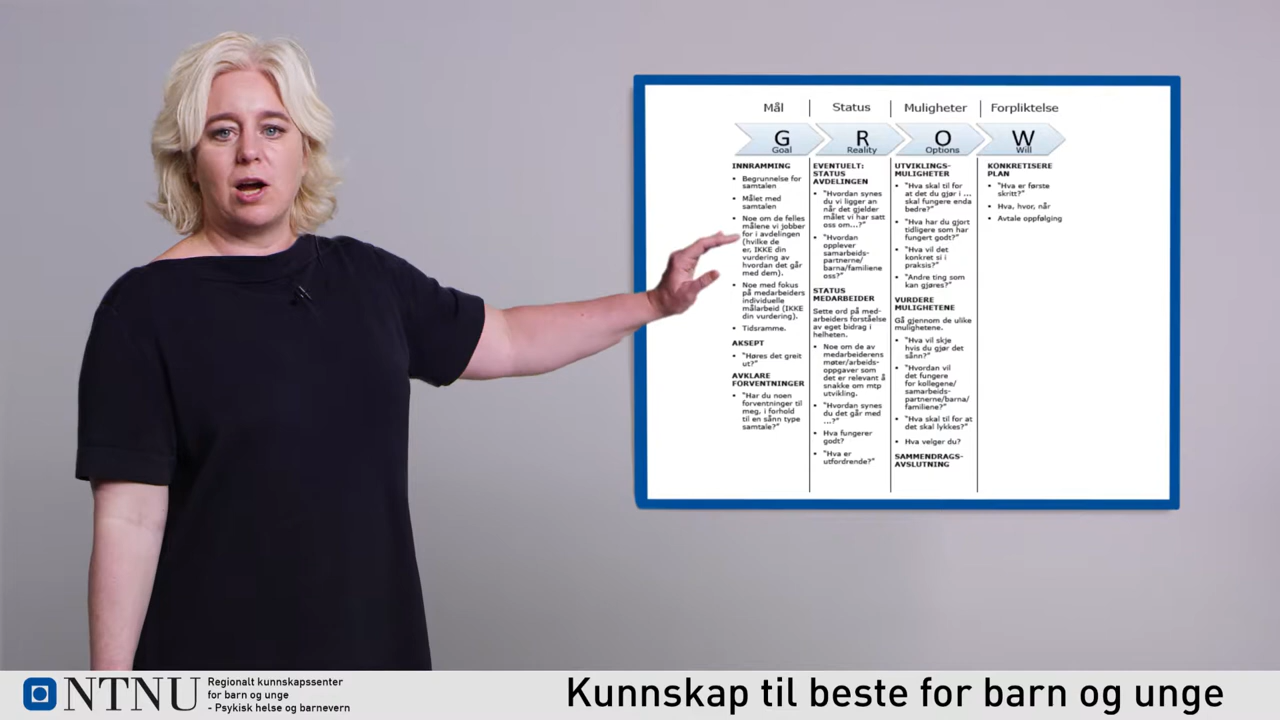 Mål | Status | Muligheter | Forpliktelse
G R O W
Goal Reality Options Will
INNRAMMING
• Begrunnelse for
samtalen
• Målet med
samtalen
• Noe om de felles
målene vi jobber
for i avdelingen
(hvilke de
er, IKKE din
vurdering av
hvordan det går
med dem).
• Noe med fokus
på medarbeiders
individuelle
målarbeid (IKKE
din vurdering).
• Tidsramme.
AKSEPT
• "Høres det greit
ut?"
AVKLARE
FORVENTNINGER
• "Har du noen
forventninger til
meg, i forhold
til en sånn type
samtale?"
EVENTUELT:
STATUS
AVDELINGEN
• "Hvordan synes
du vi ligger an
når det gjelder
målet vi har satt
oss om...?"
• "Hvordan
opplever
samarbeids-
partnerne/
barna/familiene
oss?"
STATUS
MEDARBEIDER
Sette ord på med-
arbeiders forståelse
av eget bidrag i
helheten.
• Noe om de av
medarbeiderens
møter/arbeids-
oppgaver som
det er relevant å
snakke om mtp
utvikling.
• "Hvordan synes
du det går med
...?"
• Hva fungerer
godt?
• "Hva er
utfordrende?"
UTVIKLINGS-
MULIGHETER
• "Hva skal til for
at det du gjør i ...
skal fungere enda
bedre?"
• "Hva har du gjort
tidligere som har
fungert godt?"
• "Hva vil det
konkret si i
praksis?"
• "Andre ting som
kan gjøres?"
VURDERE
MULIGHETENE
Gå gjennom de ulike
mulighetene.
• "Hva vil skje
hvis du gjør det
sånn?"
• "Hvordan vil
det fungere
for kollegene/
samarbeids-
partnerne/barna/
familiene?"
• "Hva skal til for at
det skal lykkes?"
• Hva velger du?
SAMMENDRAGS-
AVSLUTNING
KONKRETISERE
PLAN
• "Hva er første
skritt?"
• Hva, hvor, når
• Avtale oppfølging
NTNU
Regionalt kunnskapssenter
for barn og unge
- Psykisk helse og barnevern
Kunnskap til beste for barn og unge